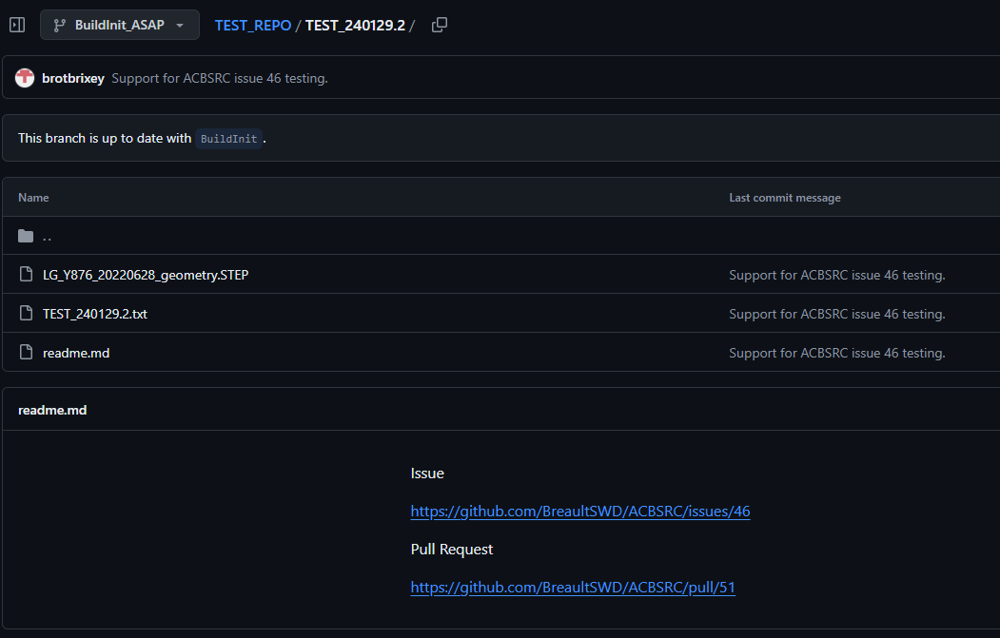 BuildInit_ASAP TEST_REPO / TEST_240129.2 /
brotbrixey Support for ACBSRC issue 46 testing.
This branch is up to date with BuildInit .
Name Last commit message
..
LG_Y876_20220628_geometry.STEP Support for ACBSRC issue 46 testing.
TEST_240129.2.txt Support for ACBSRC issue 46 testing.
readme.md Support for ACBSRC issue 46 testing.
readme.md
Issue
https://github.com/BreaultSWD/ACBSRC/issues/46
Pull Request
https://github.com/BreaultSWD/ACBSRC/pull/51